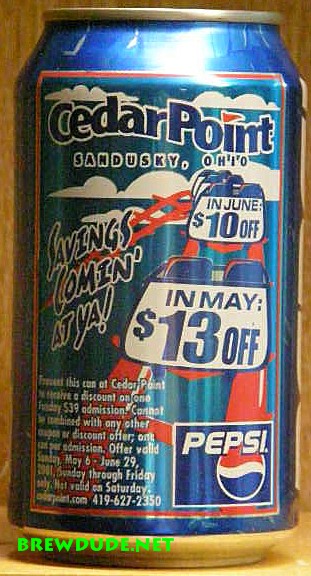 Cedar Point
SANDUSKY, OHIO
IN JUNE:
$10 OFF
SAVINGS
COMIN'
AT YA!
IN MAY:
$13 OFF
Present this can at Cedar Point
to receive a discount on one
Funday $39 admission. Cannot
be combined with any other
coupon or discount offer; one
per admission. Offer valid
Sunday, May 6 - June 29,
2001, Sunday through Friday
only. Not valid on Saturday.
cedarpoint.com 419-627-2350
PEPSI
BREWDUDE.NET